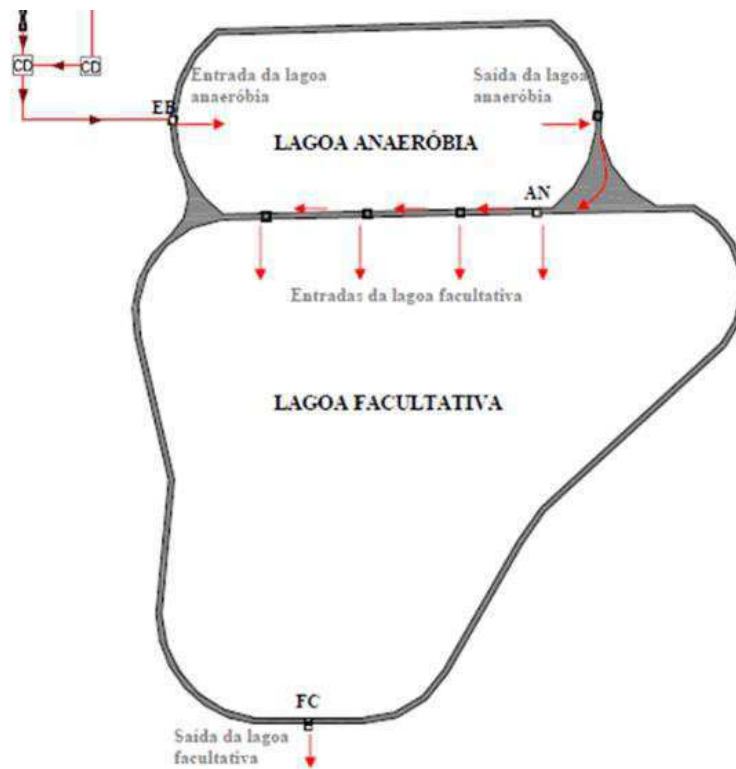 CD
CD
Entrada da lagoa
anaeróbia
Saída da lagoa
anaeróbia
EB
LAGOA ANAERÓBIA
AN
Entradas da lagoa facultativa
LAGOA FACULTATIVA
FC
Saída da lagoa
facultativa